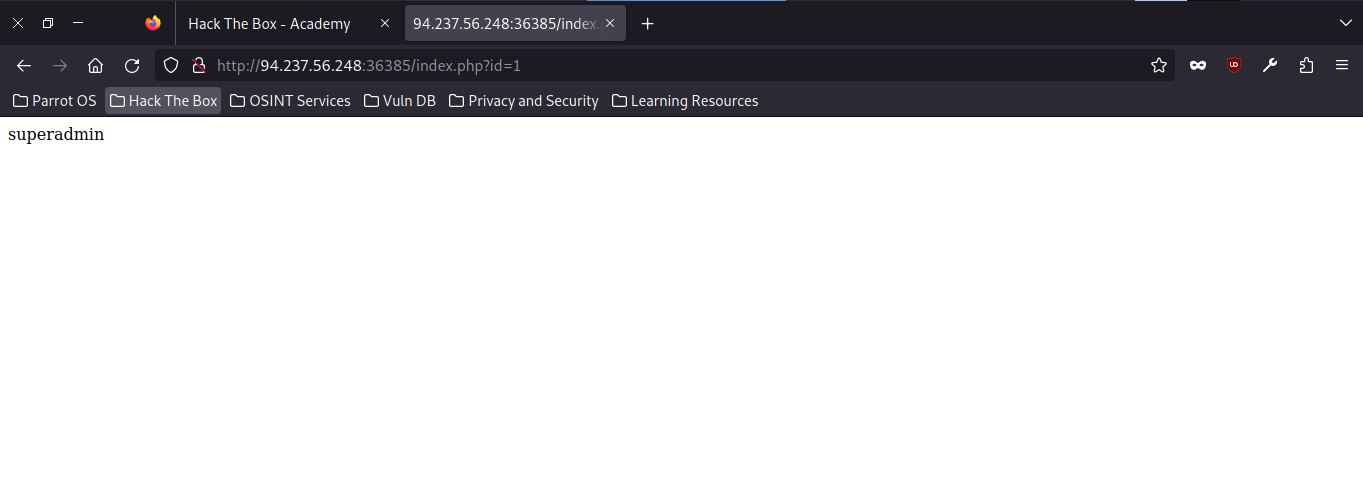 Hack The Box - Academy
94.237.56.248:36385/index.
http://94.237.56.248:36385/index.php?id=1
Parrot OS Hack The Box OSINT Services Vuln DB Privacy and Security Learning Resources
superadmin